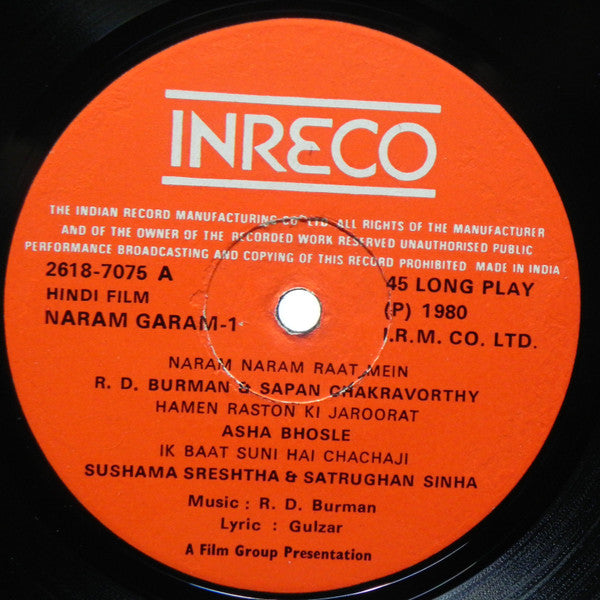 INRECO
THE INDIAN RECORD MANUFACTURING CO LTD. ALL RIGHTS OF THE MANUFACTURER
AND OF THE OWNER OF THE RECORDED WORK RESERVED UNAUTHORISED PUBLIC
PERFORMANCE BROADCASTING AND COPYING OF THIS RECORD PROHIBITED MADE IN INDIA
2618-7075 A 45 LONG PLAY
HINDI FILM (P) 1980
NARAM GARAM-1 I.R.M. CO. LTD.
NARAM NARAM RAAT MEIN
R. D. BURMAN & SAPAN CHAKRAVORTHY
HAMEN RASTON KI JAROORAT
ASHA BHOSLE
IK BAAT SUNI HAI CHACHAJI
SUSHAMA SRESHTHA & SATRUGHAN SINHA
Music : R. D. Burman
Lyric : Gulzar
A Film Group Presentation